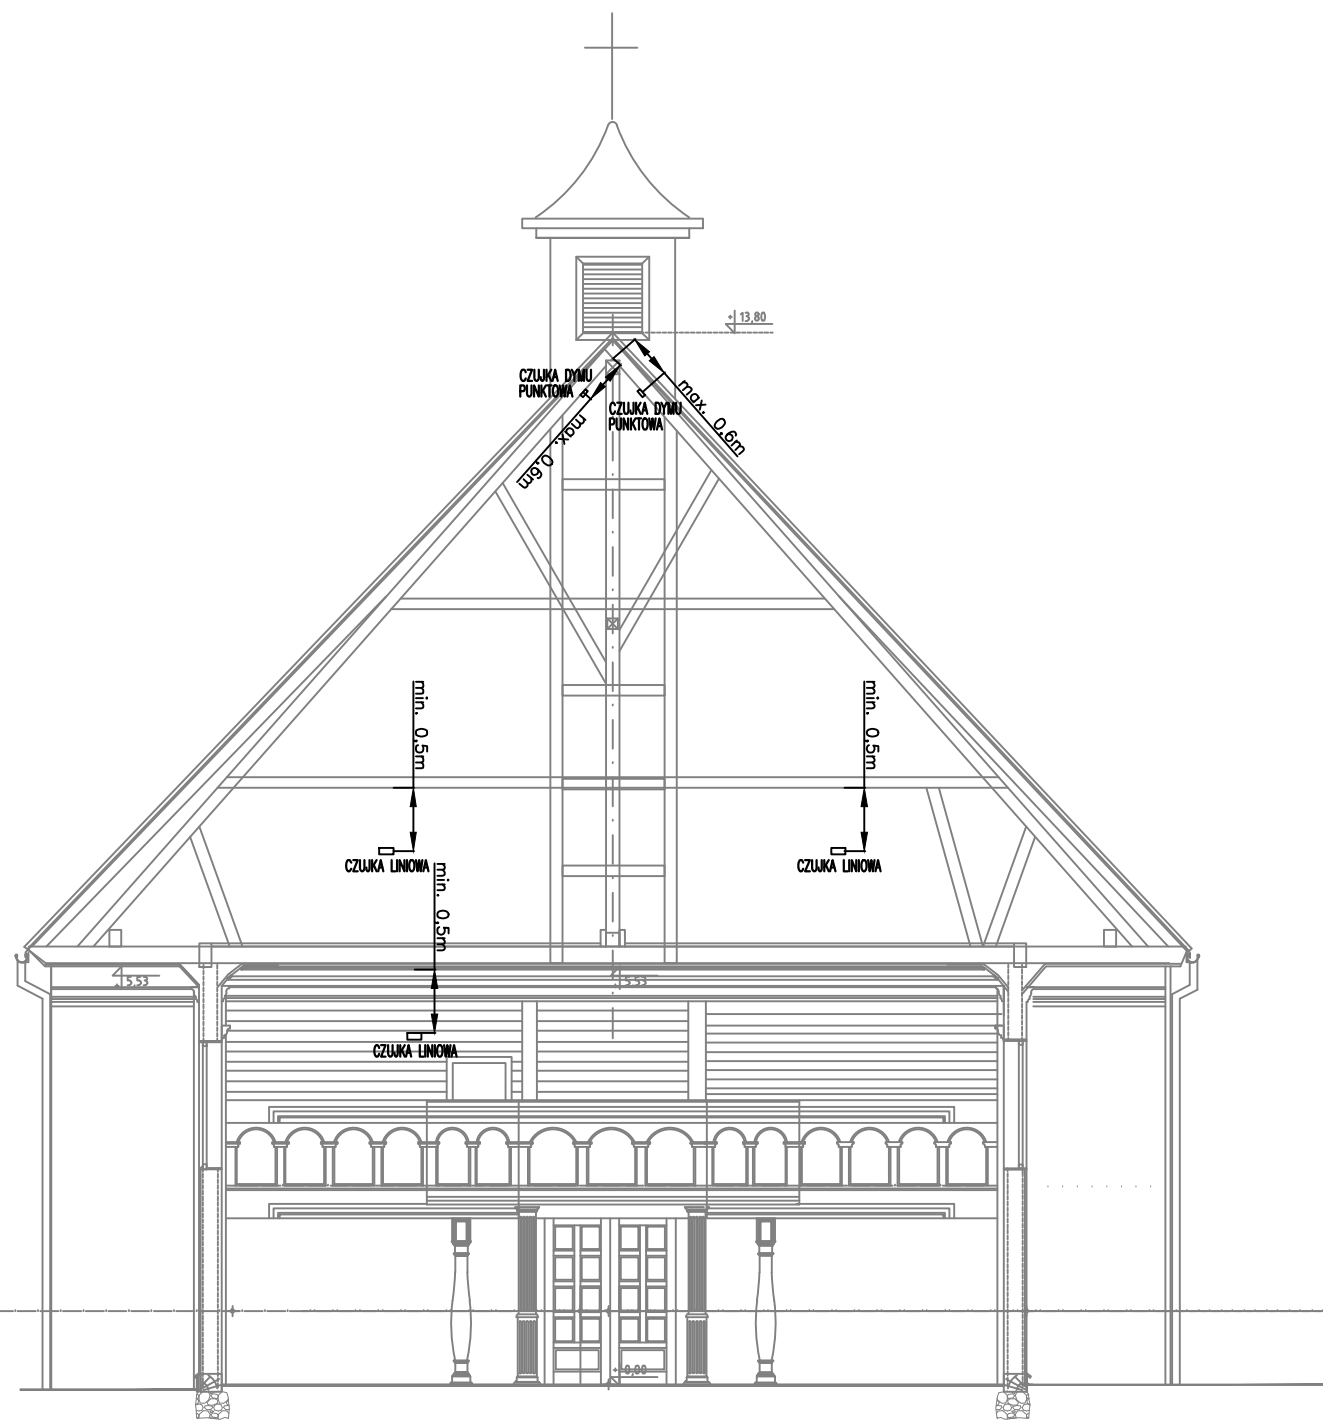 + 13,80
CZUJKA DYMU
PUNKTOWA
max. 0,6m
CZUJKA DYMU
PUNKTOWA
max. 0,6m
min. 0,5m
min. 0,5m
CZUJKA LINIOWA
CZUJKA LINIOWA
min. 0,5m
5,53
5,53
CZUJKA LINIOWA
+ 0,00